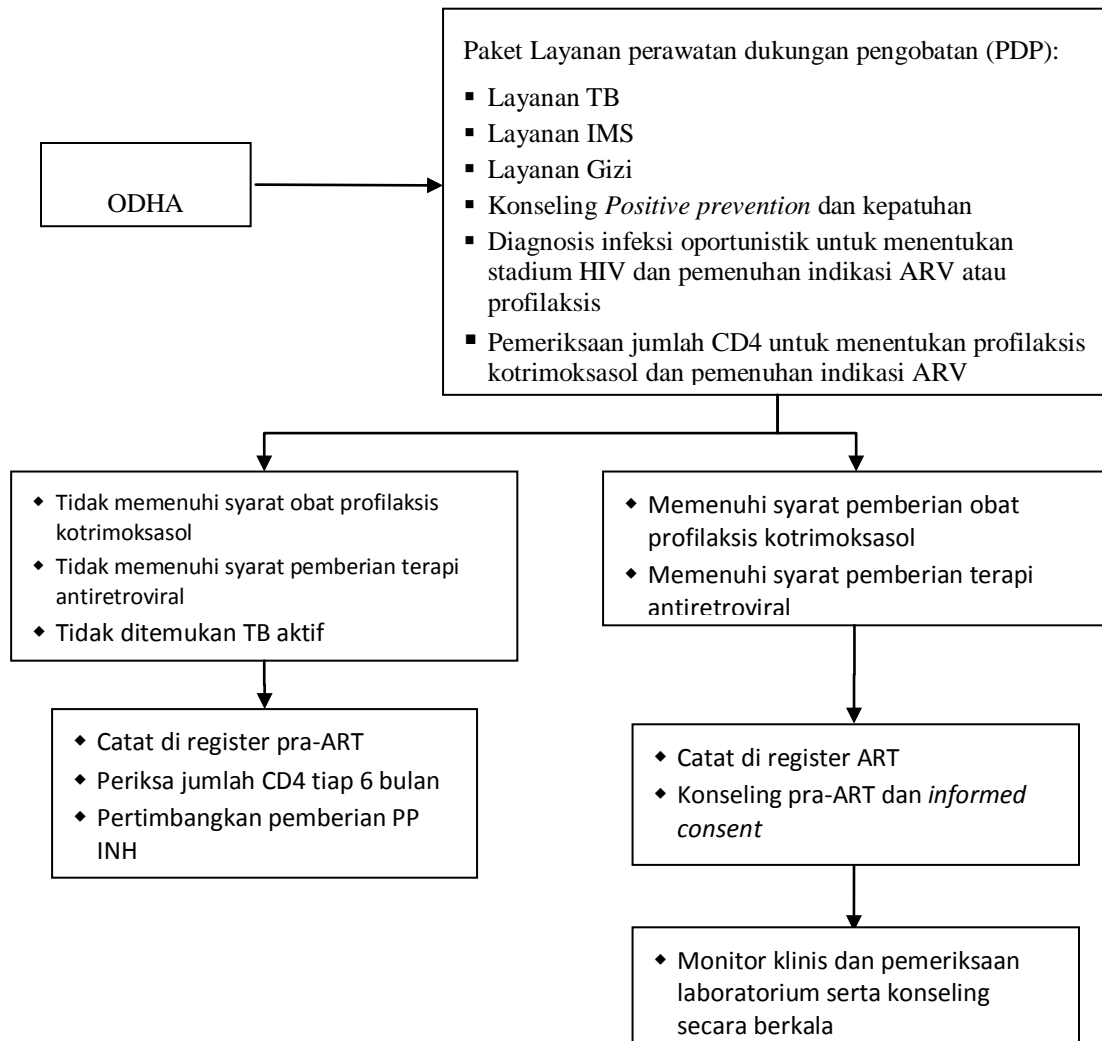 Paket Layanan perawatan dukungan pengobatan (PDP):
▪ Layanan TB
▪ Layanan IMS
▪ Layanan Gizi
▪ Konseling Positive prevention dan kepatuhan
▪ Diagnosis infeksi oportunistik untuk menentukan
stadium HIV dan pemenuhan indikasi ARV atau
profilaksis
▪ Pemeriksaan jumlah CD4 untuk menentukan profilaksis
kotrimoksasol dan pemenuhan indikasi ARV
ODHA
◆ Tidak memenuhi syarat obat profilaksis
kotrimoksasol
◆ Tidak memenuhi syarat pemberian terapi
antiretroviral
◆ Tidak ditemukan TB aktif
◆ Memenuhi syarat pemberian obat
profilaksis kotrimoksasol
◆ Memenuhi syarat pemberian terapi
antiretroviral
◆ Catat di register pra-ART
◆ Periksa jumlah CD4 tiap 6 bulan
◆ Pertimbangkan pemberian PP
INH
◆ Catat di register ART
◆ Konseling pra-ART dan informed
consent
◆ Monitor klinis dan pemeriksaan
laboratorium serta konseling
secara berkala